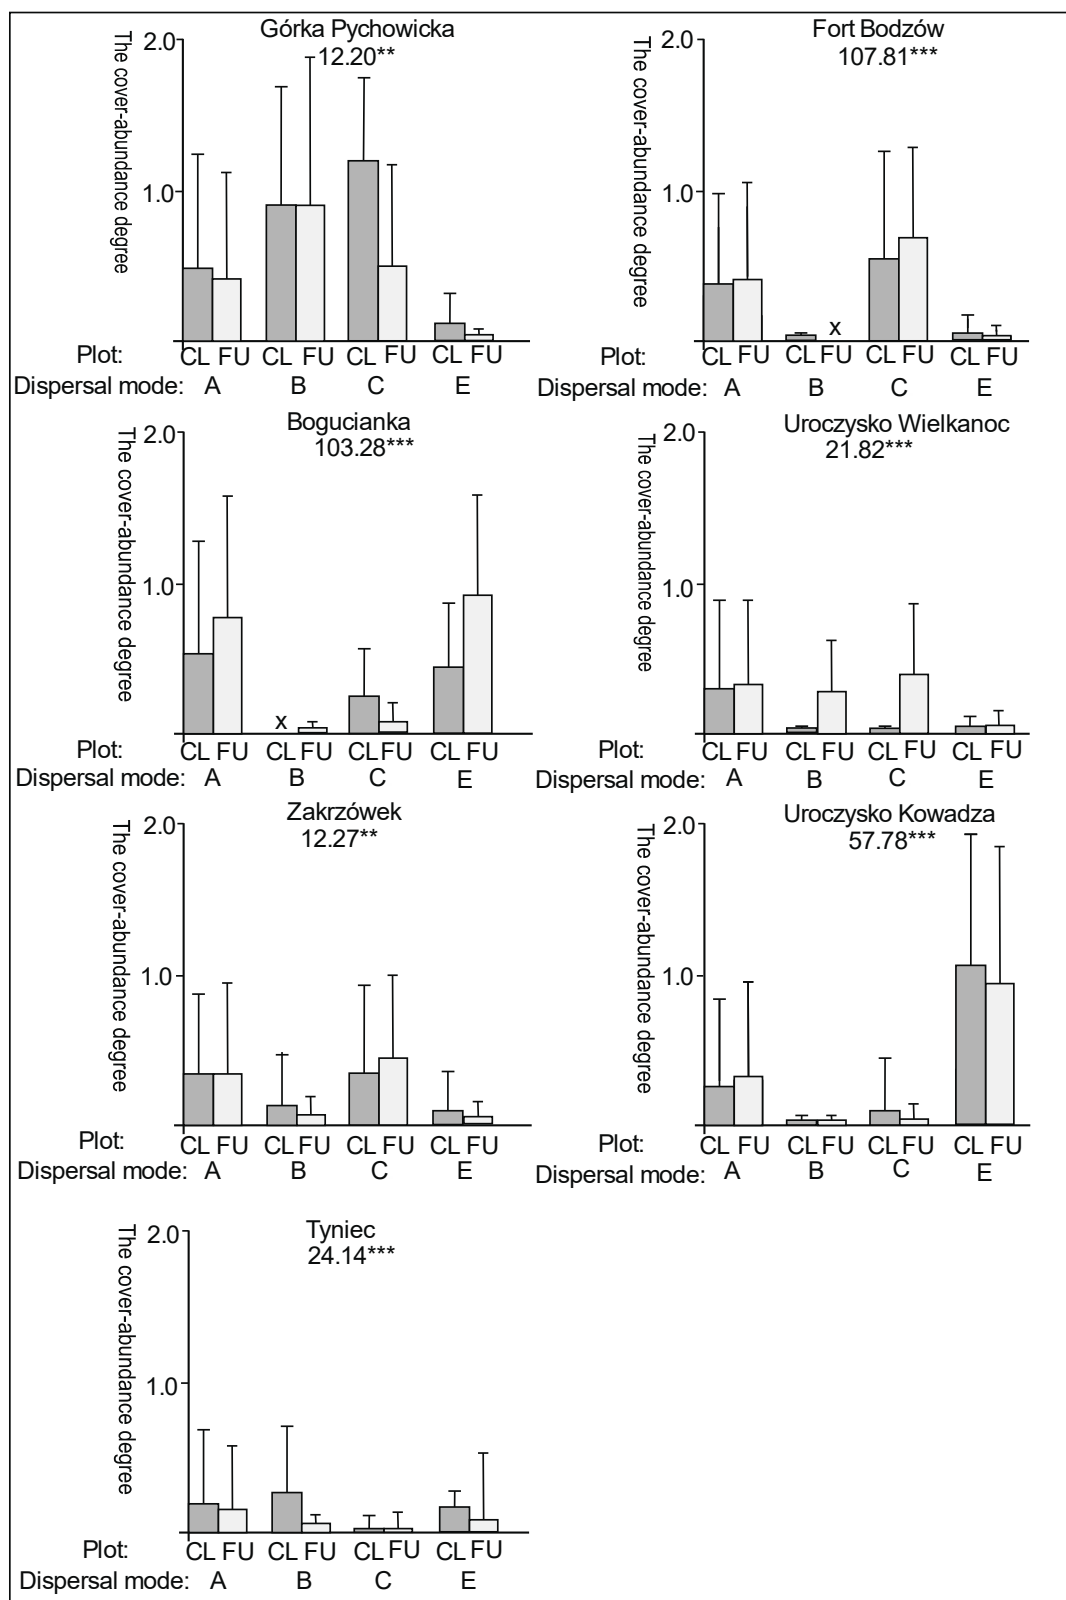 Górka Pychowicka
12.20**
The cover-abundance degree
2.0
1.0
Plot: CL FU CL FU CL FU CL FU
Dispersal mode: A B C E
Fort Bodzów
107.81***
The cover-abundance degree
2.0
1.0
x
Plot: CL FU CL FU CL FU CL FU
Dispersal mode: A B C E
Bogucianka
103.28***
The cover-abundance degree
2.0
1.0
x
Plot: CL FU CL FU CL FU CL FU
Dispersal mode: A B C E
Uroczysko Wielkanoc
21.82***
The cover-abundance degree
2.0
1.0
Plot: CL FU CL FU CL FU CL FU
Dispersal mode: A B C E
Zakrzówek
12.27**
The cover-abundance degree
2.0
1.0
Plot: CL FU CL FU CL FU CL FU
Dispersal mode: A B C E
Uroczysko Kowadza
57.78***
The cover-abundance degree
2.0
1.0
Plot: CL FU CL FU CL FU CL FU
Dispersal mode: A B C E
Tyniec
24.14***
The cover-abundance degree
2.0
1.0
Plot: CL FU CL FU CL FU CL FU
Dispersal mode: A B C E